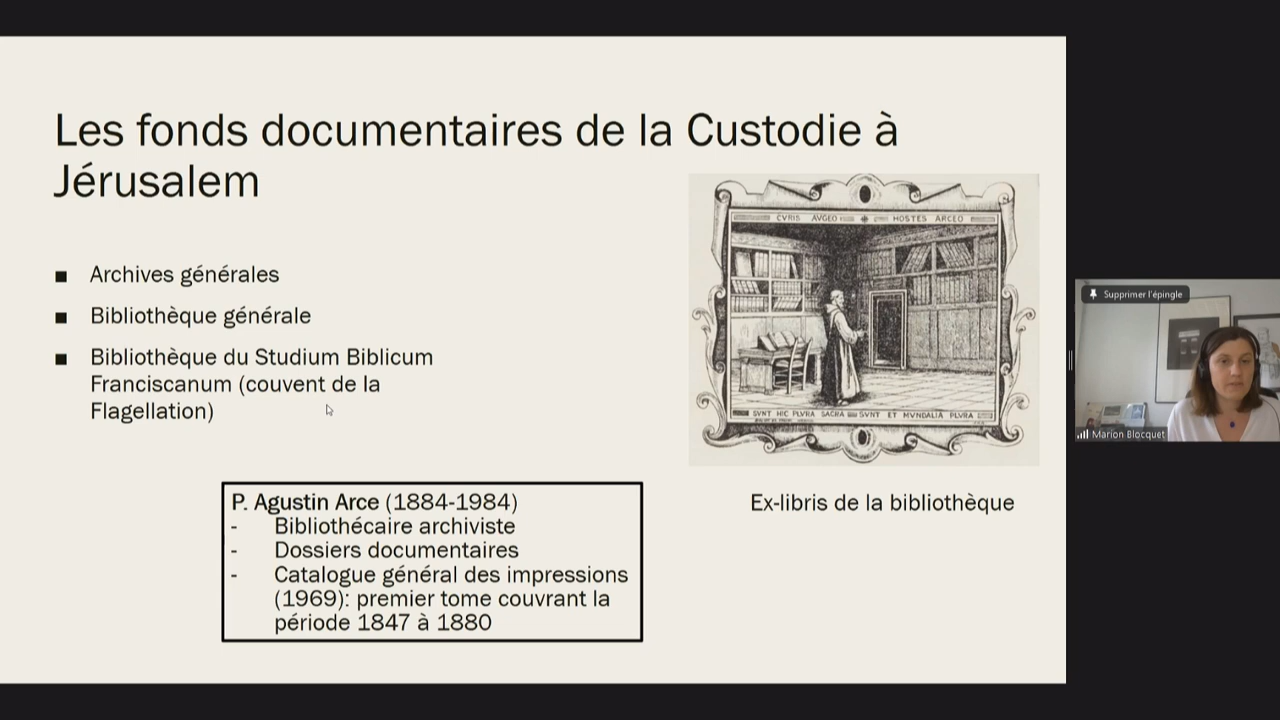 Les fonds documentaires de la Custodie à
Jérusalem
■ Archives générales
■ Bibliothèque générale
■ Bibliothèque du Studium Biblicum
Franciscanum (couvent de la
Flagellation)
CVRIS AVGEO HOSTES ARCEO
SVNT HIC PLVRA SACRA SVNT ET MVNDALIA PLVRA
Ex-libris de la bibliothèque
P. Agustin Arce (1884-1984)
- Bibliothécaire archiviste
- Dossiers documentaires
- Catalogue général des impressions
(1969): premier tome couvrant la
période 1847 à 1880
Supprimer l'épingle
Marion Blocquet